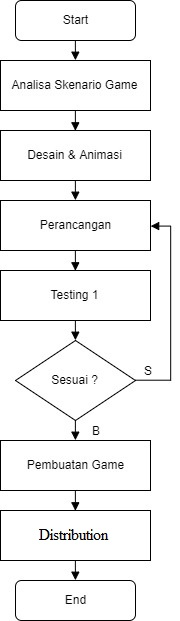 Start
Analisa Skenario Game
Desain & Animasi
Perancangan
Testing 1
Sesuai ?
S
B
Pembuatan Game
Distribution
End